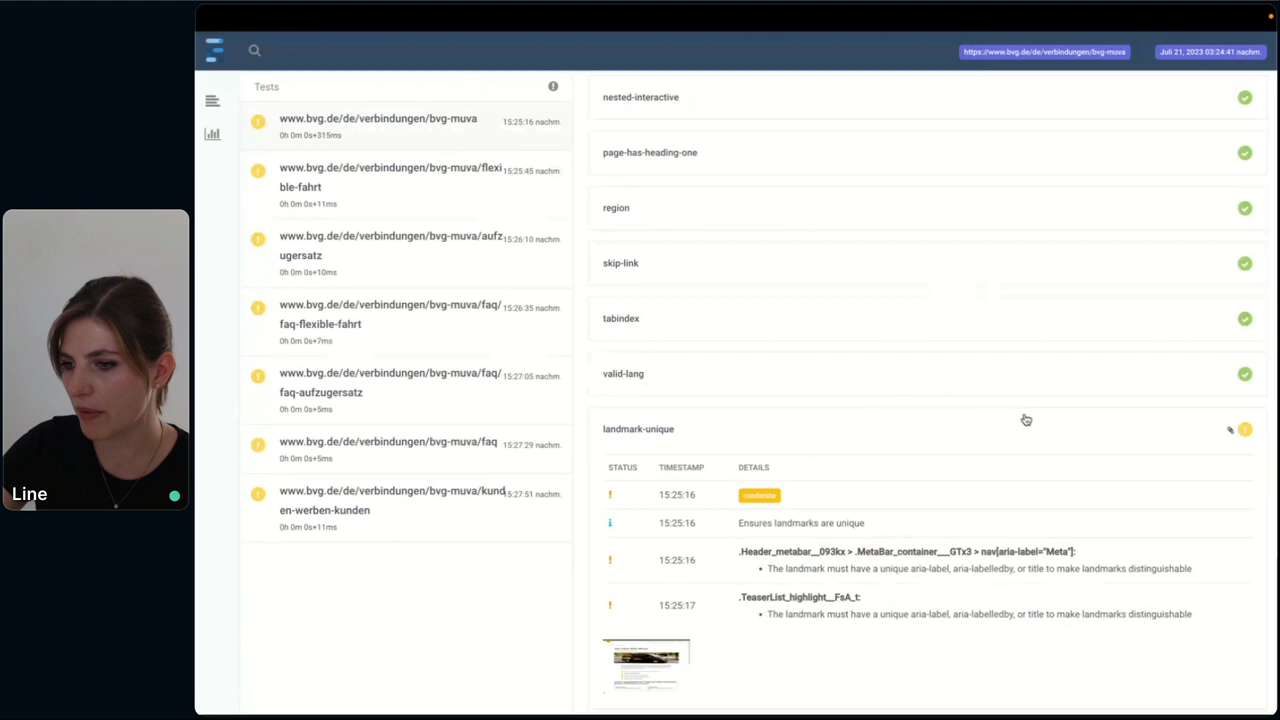 https://www.bvg.de/de/verbindungen/bvg-muva
Juli 21, 2023 03:24:41 nachm.
Tests
www.bvg.de/de/verbindungen/bvg-muva
15:25:16 nachm.
0h 0m 0s+315ms
www.bvg.de/de/verbindungen/bvg-muva/flexi
ble-fahrt
15:25:45 nachm.
0h 0m 0s+11ms
www.bvg.de/de/verbindungen/bvg-muva/aufz
ugersatz
15:26:10 nachm.
0h 0m 0s+10ms
www.bvg.de/de/verbindungen/bvg-muva/faq/
faq-flexible-fahrt
15:26:35 nachm.
0h 0m 0s+7ms
www.bvg.de/de/verbindungen/bvg-muva/faq/
faq-aufzugersatz
15:27:05 nachm.
0h 0m 0s+5ms
www.bvg.de/de/verbindungen/bvg-muva/faq
15:27:29 nachm.
0h 0m 0s+5ms
www.bvg.de/de/verbindungen/bvg-muva/kund
en-werben-kunden
15:27:51 nachm.
0h 0m 0s+11ms
nested-interactive
page-has-heading-one
region
skip-link
tabindex
valid-lang
landmark-unique
STATUS TIMESTAMP DETAILS
15:25:16 moderate
15:25:16 Ensures landmarks are unique
15:25:16 .Header_metabar__093kx > .MetaBar_container___GTx3 > nav[aria-label="Meta"]:
• The landmark must have a unique aria-label, aria-labelledby, or title to make landmarks distinguishable
15:25:17 .TeaserList_highlight__FsA_t:
• The landmark must have a unique aria-label, aria-labelledby, or title to make landmarks distinguishable
Line